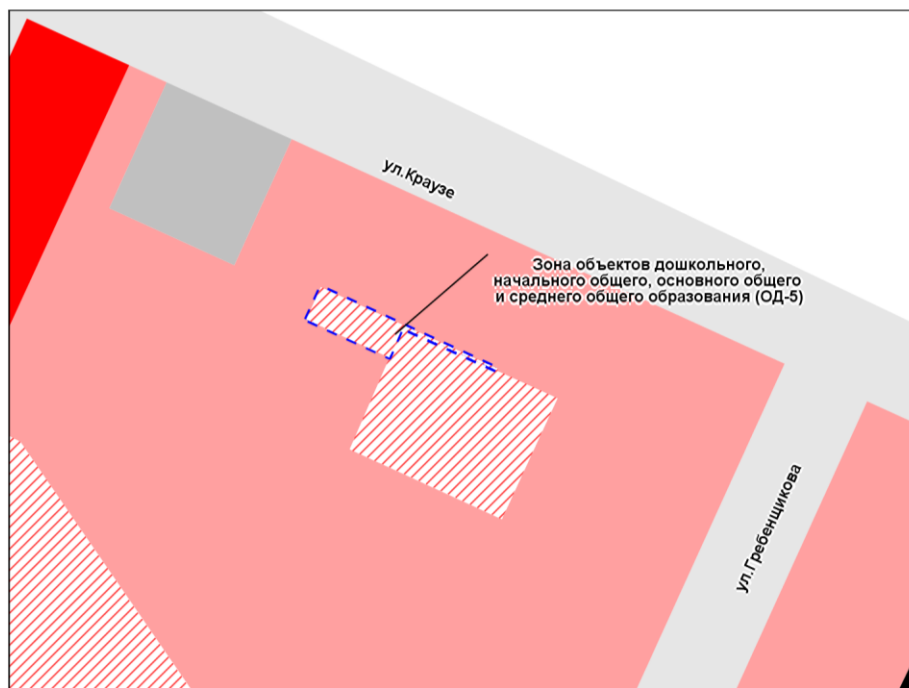 ул.Краузе
Зона объектов дошкольного,
начального общего, основного общего
и среднего общего образования (ОД-5)
ул.Гребенщикова